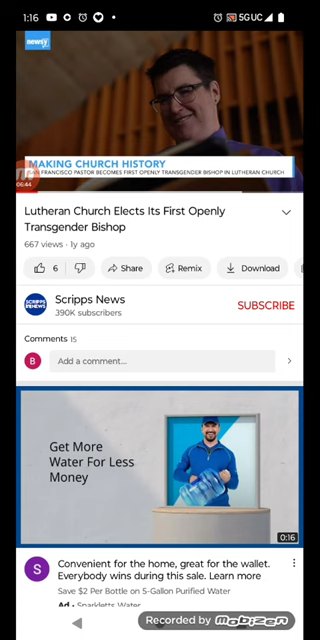 1:16
5GUC
newsy
06:44
MAKING CHURCH HISTORY
SAN FRANCISCO PASTOR BECOMES FIRST OPENLY TRANSGENDER BISHOP IN LUTHERAN CHURCH
Lutheran Church Elects Its First Openly
Transgender Bishop
667 views · 1y ago
6
Share
Remix
Download
SCRIPPS
NEWS
Scripps News
390K subscribers
SUBSCRIBE
Comments 15
B
Add a comment...
Get More
Water For Less
Money
0:16
S
Convenient for the home, great for the wallet.
Everybody wins during this sale. Learn more
Save $2 Per Bottle on 5-Gallon Purified Water
Ad · Sparkletts Water
Recorded by Mobizen